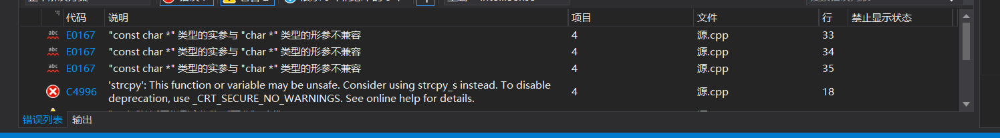 代码 说明 项目 文件 行 禁止显示状态
abc E0167 "const char *" 类型的实参与 "char *" 类型的形参不兼容 4 源.cpp 33
abc E0167 "const char *" 类型的实参与 "char *" 类型的形参不兼容 4 源.cpp 34
abc E0167 "const char *" 类型的实参与 "char *" 类型的形参不兼容 4 源.cpp 35
C4996 'strcpy': This function or variable may be unsafe. Consider using strcpy_s instead. To disable 4 源.cpp 18
deprecation, use _CRT_SECURE_NO_WARNINGS. See online help for details.
错误列表 输出